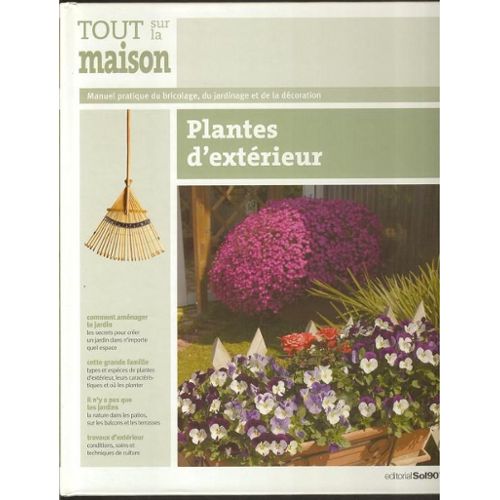 TOUT sur la
maison
Manuel pratique du bricolage, du jardinage et de la décoration
Plantes
d'extérieur
comment aménager
le jardin
les secrets pour créer
un jardin dans n'importe
quel espace
cette grande famille
types et espèces de plantes
d'extérieur, leurs caractéris-
tiques et où les planter
il n'y a pas que
les jardins
la nature dans les patios,
sur les balcons et les terrasses
travaux d'extérieur
conditions, soins et
techniques de culture
editorial Sol90